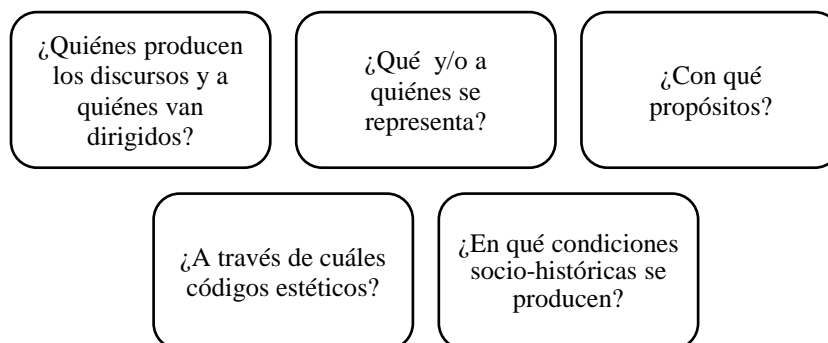 ¿Quiénes producen
los discursos y a
quiénes van
dirigidos?
¿Qué y/o a
quiénes se
representa?
¿Con qué
propósitos?
¿A través de cuáles
códigos estéticos?
¿En qué condiciones
socio-históricas se
producen?